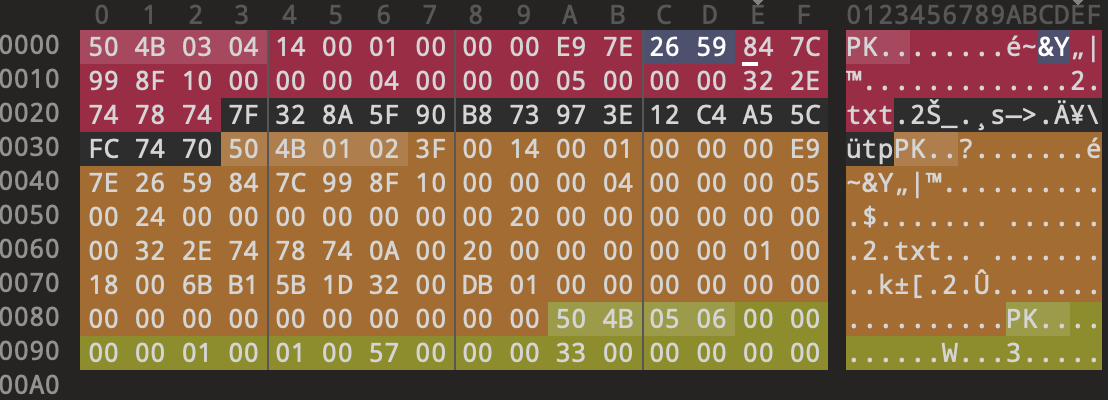 0 1 2 3 4 5 6 7 8 9 A B C D E F 0123456789ABCDEF
0000 50 4B 03 04 14 00 01 00 00 00 E9 7E 26 59 84 7C PK........é~&Y„|
0010 99 8F 10 00 00 00 04 00 00 00 05 00 00 00 32 2E ™.............2.
0020 74 78 74 7F 32 8A 5F 90 B8 73 97 3E 12 C4 A5 5C txt.2Š_.¸s—>.Ä¥\
0030 FC 74 70 50 4B 01 02 3F 00 14 00 01 00 00 00 E9 ütpPK..?.......é
0040 7E 26 59 84 7C 99 8F 10 00 00 00 04 00 00 00 05 ~&Y„|™..........
0050 00 24 00 00 00 00 00 00 00 20 00 00 00 00 00 00 .$....... ......
0060 00 32 2E 74 78 74 0A 00 20 00 00 00 00 00 01 00 .2.txt.. .......
0070 18 00 6B B1 5B 1D 32 00 DB 01 00 00 00 00 00 00 ..k±[.2.Û.......
0080 00 00 00 00 00 00 00 00 00 50 4B 05 06 00 00 .........PK....
0090 00 00 01 00 01 00 57 00 00 00 33 00 00 00 00 00 ......W...3.....
00A0